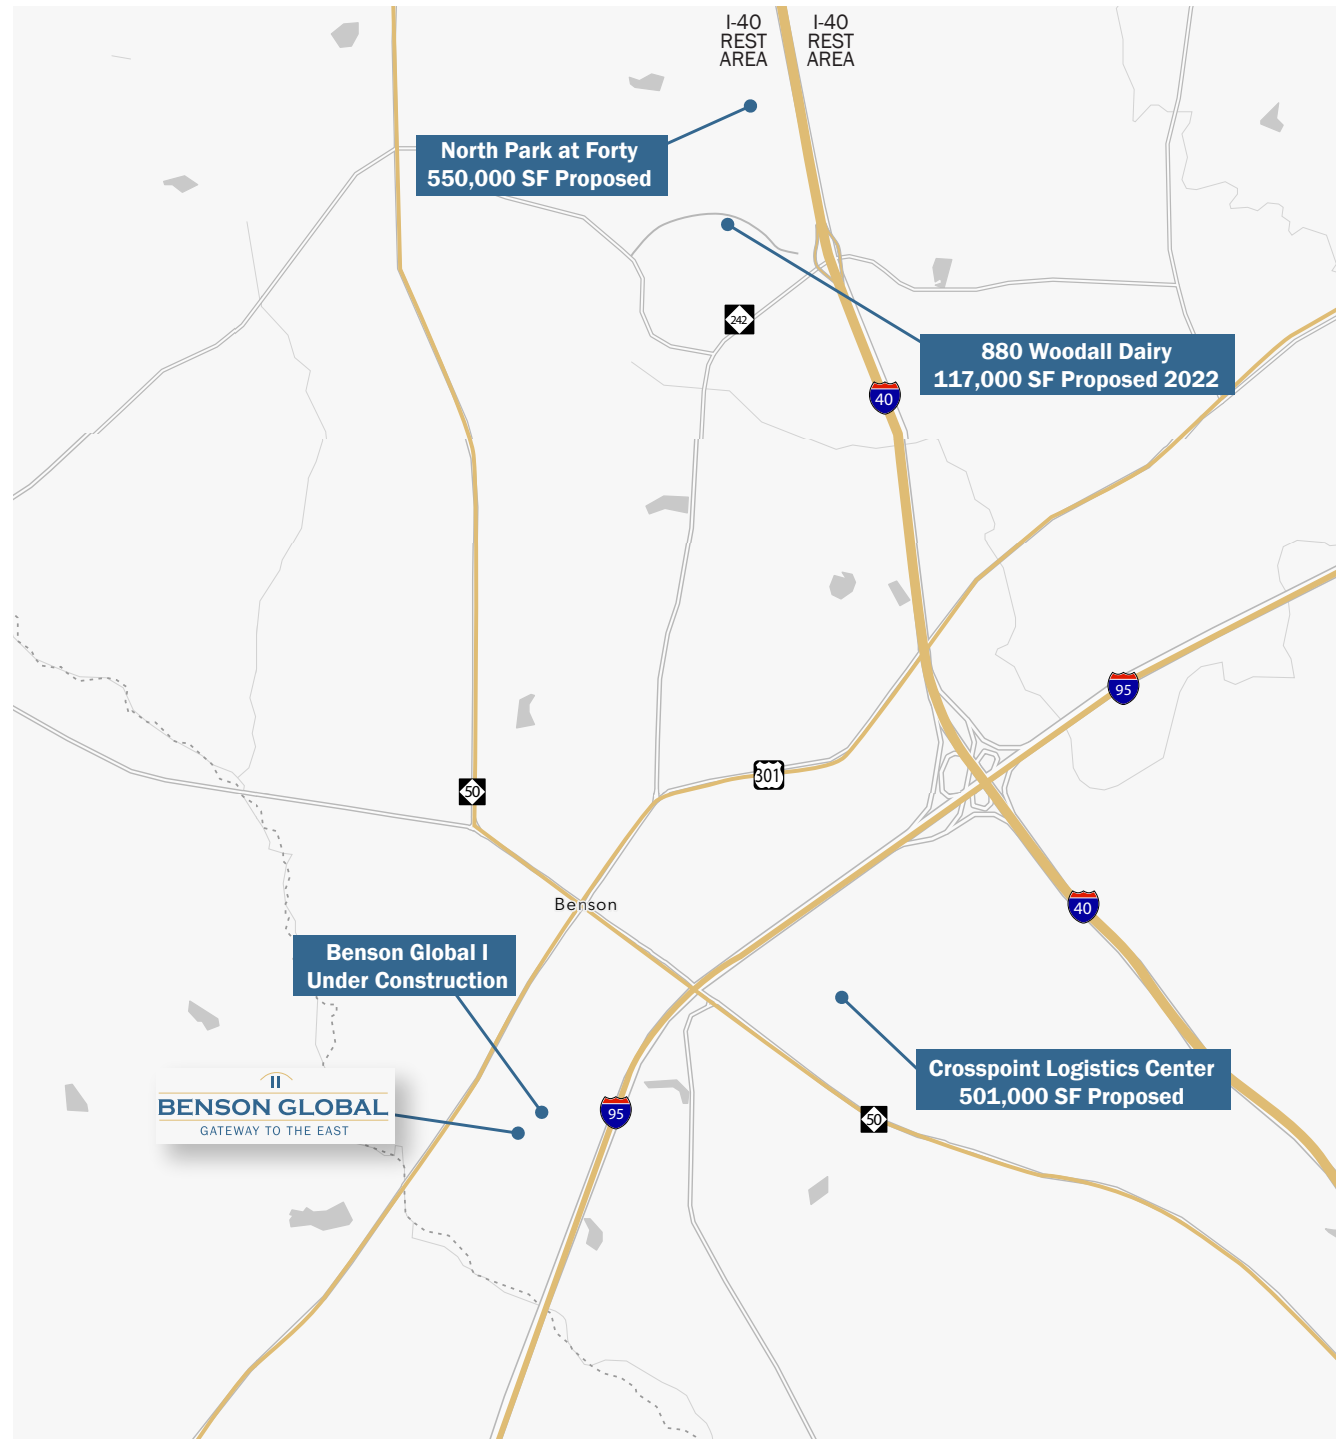 I-40
REST
AREA
I-40
REST
AREA
North Park at Forty
550,000 SF Proposed
242
880 Woodall Dairy
117,000 SF Proposed 2022
40
95
301
50
Benson
40
Benson Global I
Under Construction
Crosspoint Logistics Center
501,000 SF Proposed
II
BENSON GLOBAL
GATEWAY TO THE EAST
95
50